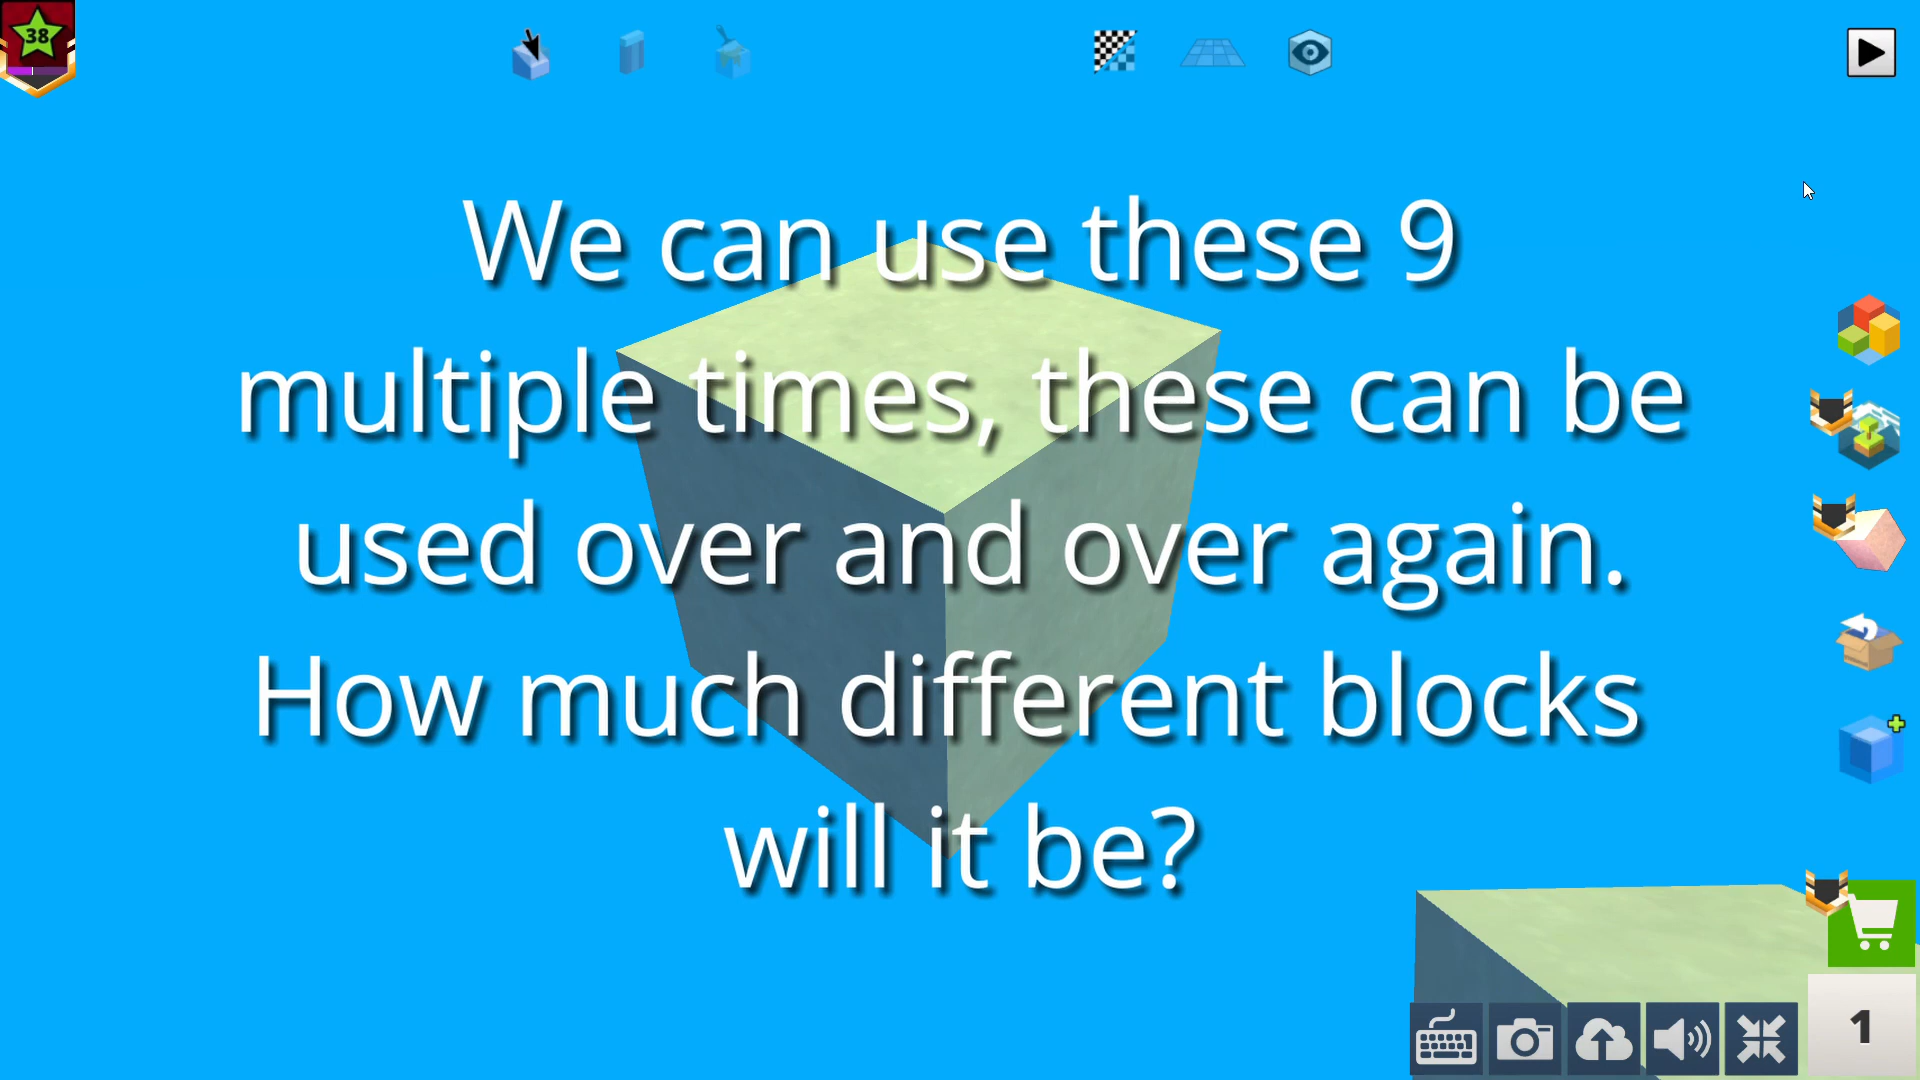 38
We can use these 9
multiple times, these can be
used over and over again.
How much different blocks
will it be?
1